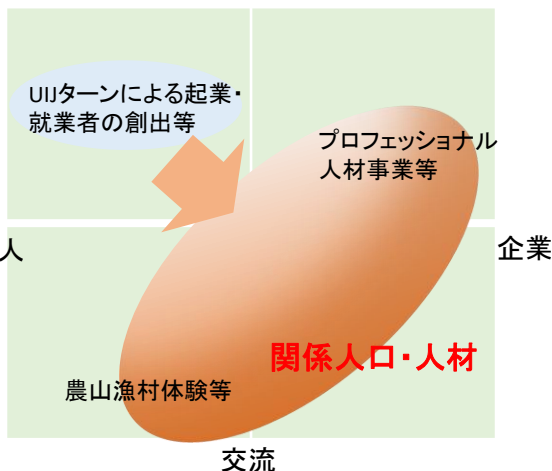 UIJターンによる起業・
就業者の創出等
プロフェッショナル
人材事業等
人
企業
関係人口・人材
農山漁村体験等
交流